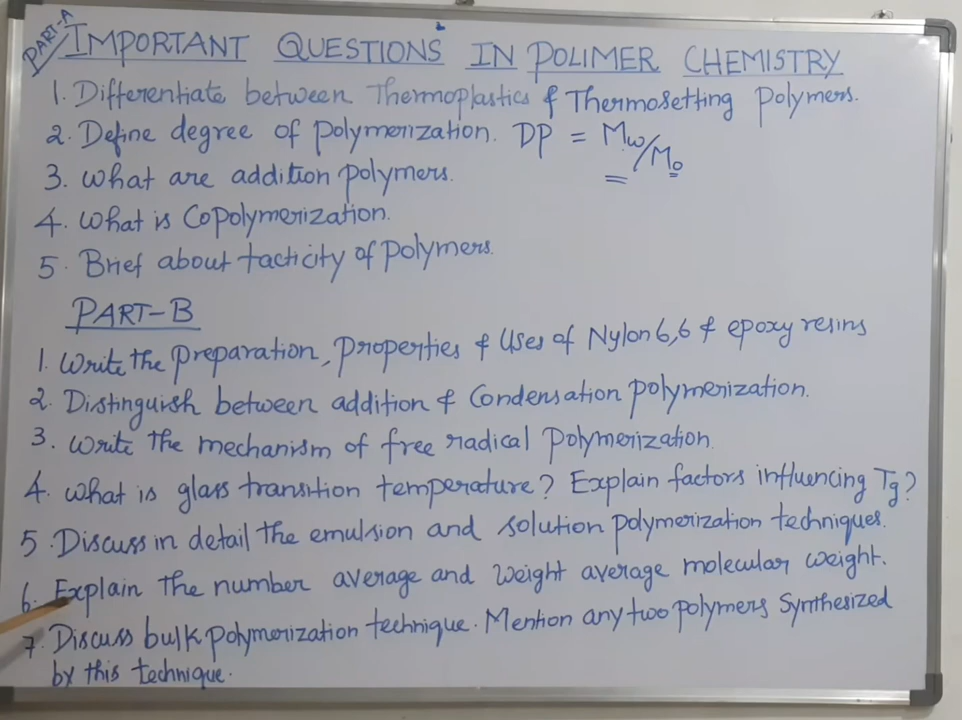 PART-A
IMPORTANT QUESTIONS IN POLIMER CHEMISTRY
1. Differentiate between Thermoplastics & Thermosetting Polymers.
2. Define degree of polymerization. DP = Mw/Mo
3. What are addition polymers.
4. What is Copolymerization.
5. Brief about tacticity of Polymers.
PART-B
1. Write the preparation, properties & Uses of Nylon 6,6 & epoxy resins
2. Distinguish between addition & Condensation polymerization.
3. Write the mechanism of free radical Polymerization.
4. What is glass transition temperature? Explain factors influencing Tg?
5. Discuss in detail the emulsion and solution polymerization techniques.
6. Explain the number average and weight average molecular weight.
7. Discuss bulk polymerization technique. Mention any two polymers Synthesized
by this technique.